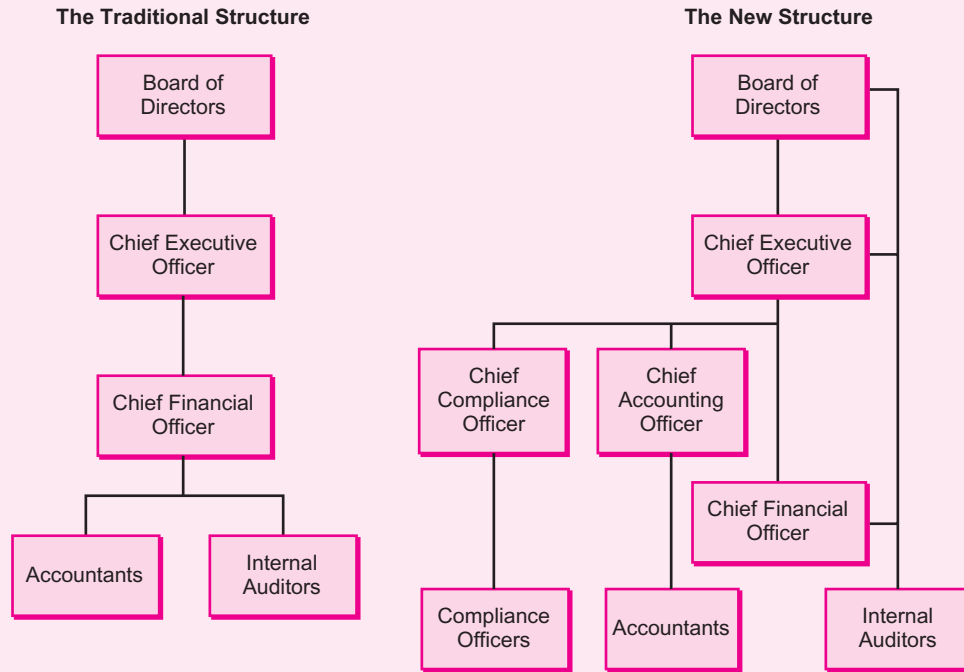 The Traditional Structure
Board of
Directors
Chief Executive
Officer
Chief Financial
Officer
Accountants
Internal
Auditors
The New Structure
Board of
Directors
Chief Executive
Officer
Chief
Compliance
Officer
Chief
Accounting
Officer
Chief Financial
Officer
Compliance
Officers
Accountants
Internal
Auditors